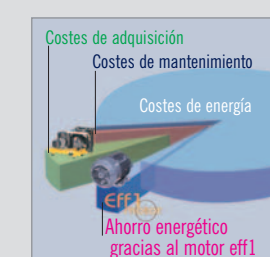 Costes de adquisición
Costes de mantenimiento
Costes de energía
EFF1
Ahorro energético
gracias al motor eff1